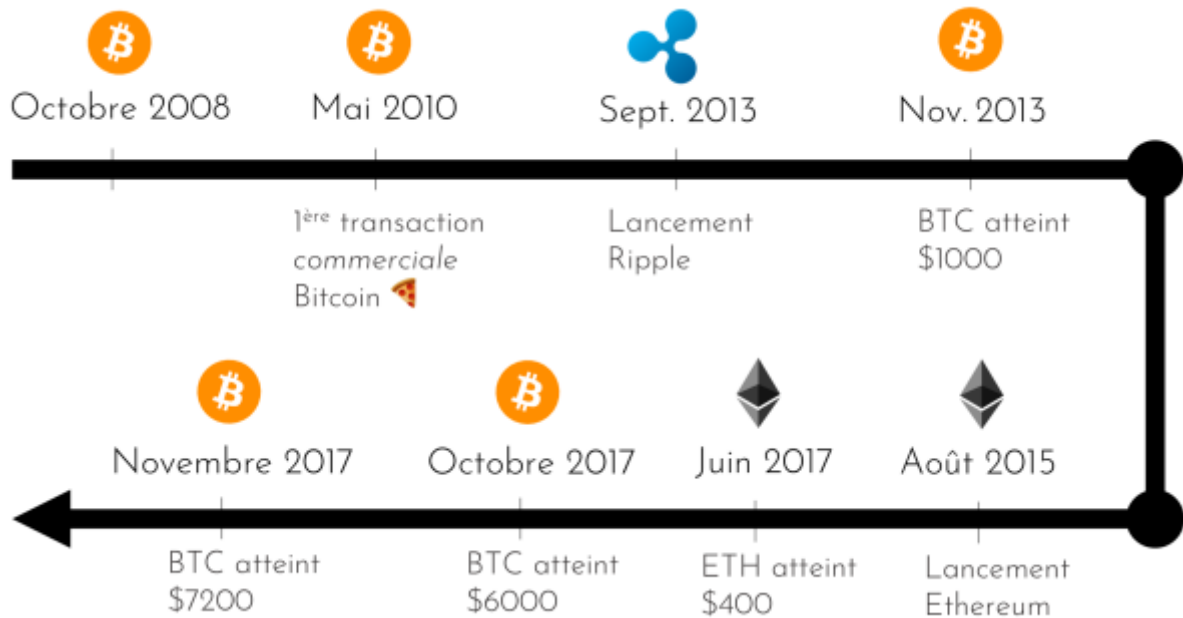 Octobre 2008
Mai 2010
Sept. 2013
Nov. 2013
1ère transaction
commerciale
Bitcoin
Lancement
Ripple
BTC atteint
$1000
Novembre 2017
Octobre 2017
Juin 2017
Août 2015
BTC atteint
$7200
BTC atteint
$6000
ETH atteint
$400
Lancement
Ethereum